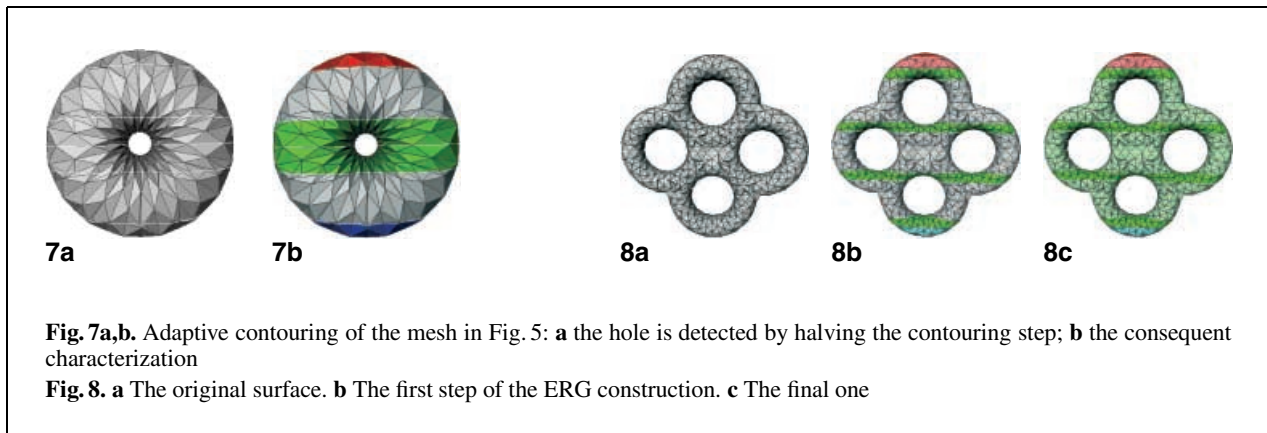 7a
7b
8a
8b
8c
Fig. 7a,b. Adaptive contouring of the mesh in Fig. 5: a the hole is detected by halving the contouring step; b the consequent
characterization
Fig. 8. a The original surface. b The first step of the ERG construction. c The final one